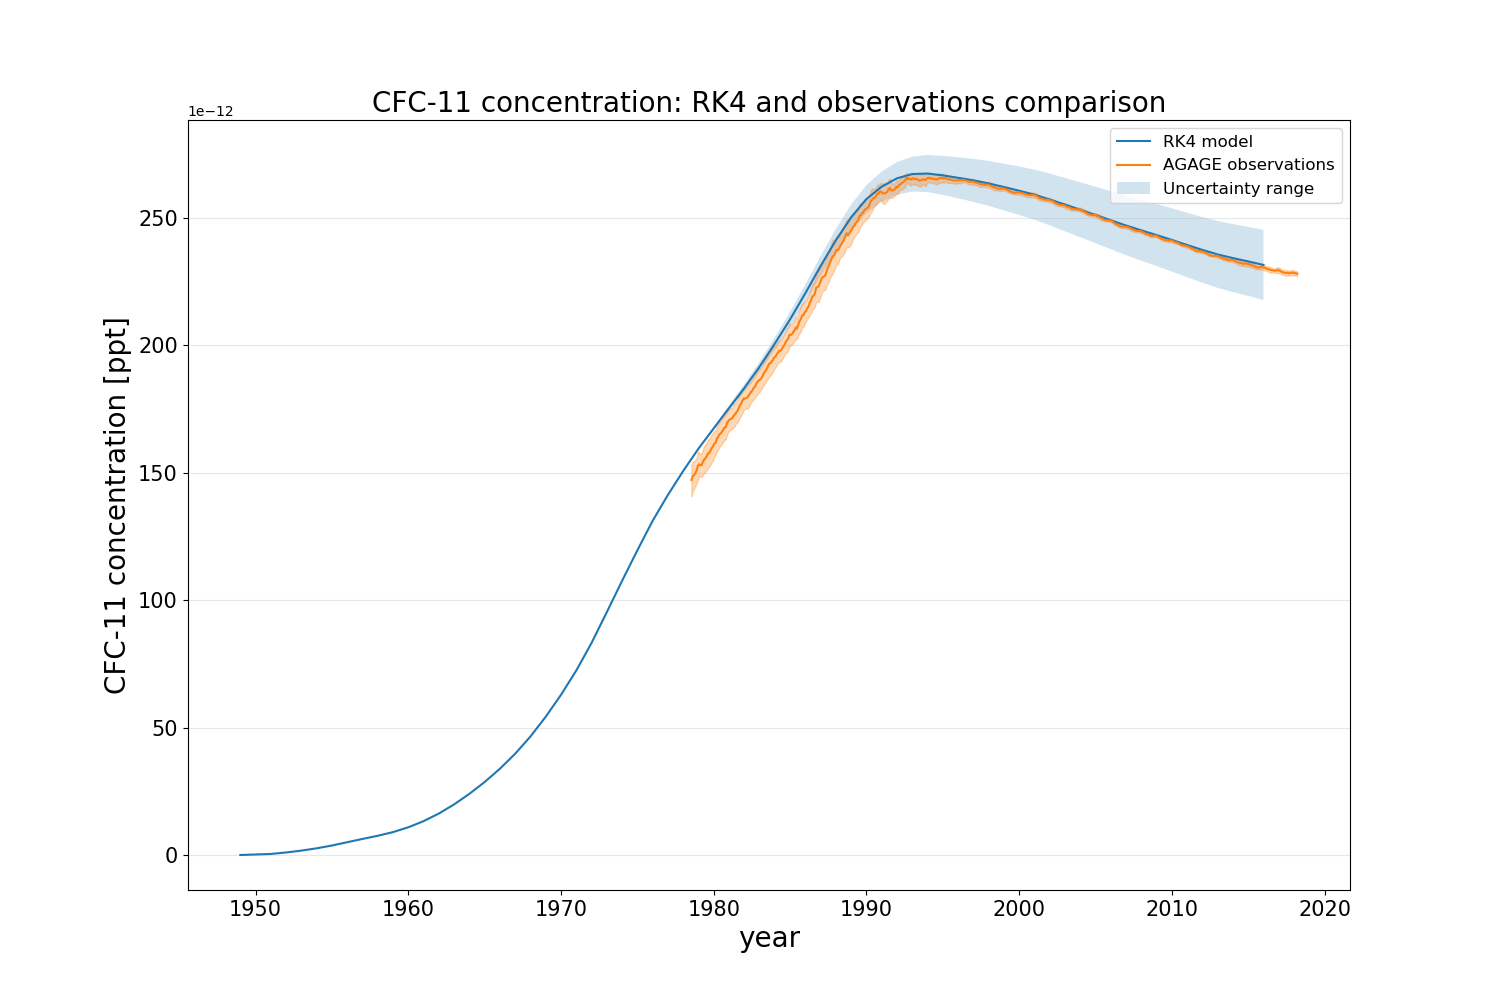 CFC-11 concentration: RK4 and observations comparison
1e−12
RK4 model
AGAGE observations
Uncertainty range
250
200
150
100
50
0
CFC-11 concentration [ppt]
1950 1960 1970 1980 1990 2000 2010 2020
year